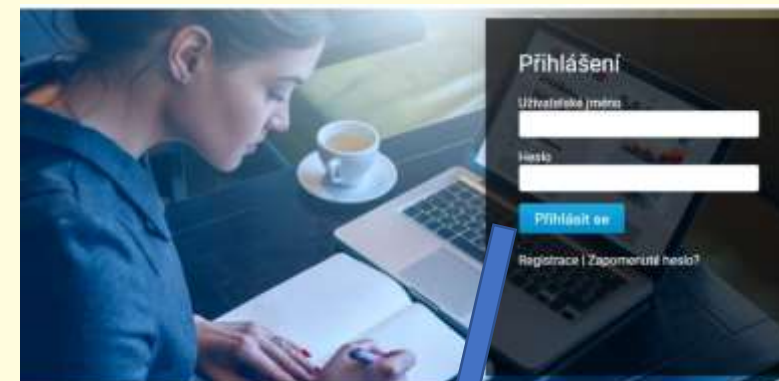 Přihlášení
Uživatelské jméno
Heslo
Přihlásit se
Registrace | Zapomenuté heslo?